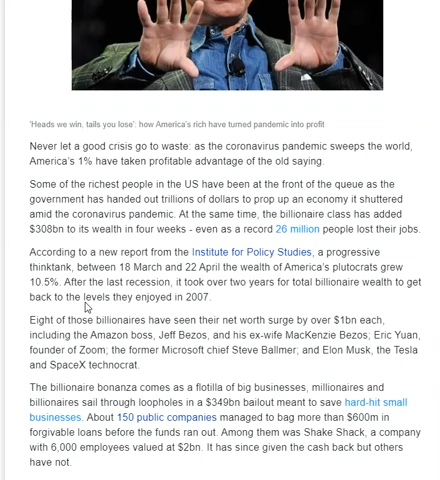 'Heads we win, tails you lose': how America's rich have turned pandemic into profit
Never let a good crisis go to waste: as the coronavirus pandemic sweeps the world,
America's 1% have taken profitable advantage of the old saying.
Some of the richest people in the US have been at the front of the queue as the
government has handed out trillions of dollars to prop up an economy it shuttered
amid the coronavirus pandemic. At the same time, the billionaire class has added
$308bn to its wealth in four weeks - even as a record 26 million people lost their jobs.
According to a new report from the Institute for Policy Studies, a progressive
thinktank, between 18 March and 22 April the wealth of America's plutocrats grew
10.5%. After the last recession, it took over two years for total billionaire wealth to get
back to the levels they enjoyed in 2007.
Eight of those billionaires have seen their net worth surge by over $1bn each,
including the Amazon boss, Jeff Bezos, and his ex-wife MacKenzie Bezos; Eric Yuan,
founder of Zoom; the former Microsoft chief Steve Ballmer; and Elon Musk, the Tesla
and SpaceX technocrat.
The billionaire bonanza comes as a flotilla of big businesses, millionaires and
billionaires sail through loopholes in a $349bn bailout meant to save hard-hit small
businesses. About 150 public companies managed to bag more than $600m in
forgivable loans before the funds ran out. Among them was Shake Shack, a company
with 6,000 employees valued at $2bn. It has since given the cash back but others
have not.